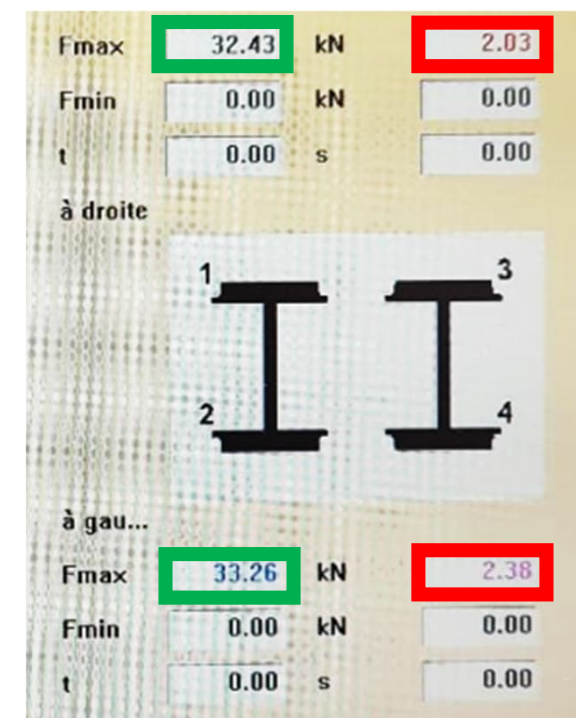 Fmax 32.43 kN 2.03
Fmin 0.00 kN 0.00
t 0.00 s 0.00
à droite
1 3
2 4
à gau...
Fmax 33.26 kN 2.38
Fmin 0.00 kN 0.00
t 0.00 s 0.00